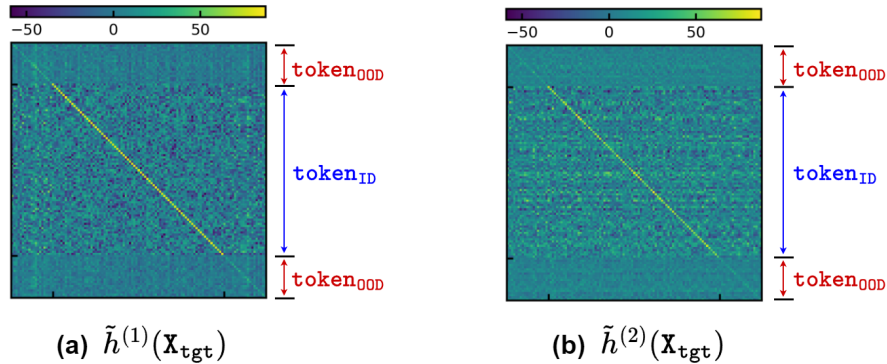 −50 0 50
token_OOD
token_ID
token_OOD
(a) h̃^(1)(X_tgt)
−50 0 50
token_OOD
token_ID
token_OOD
(b) h̃^(2)(X_tgt)